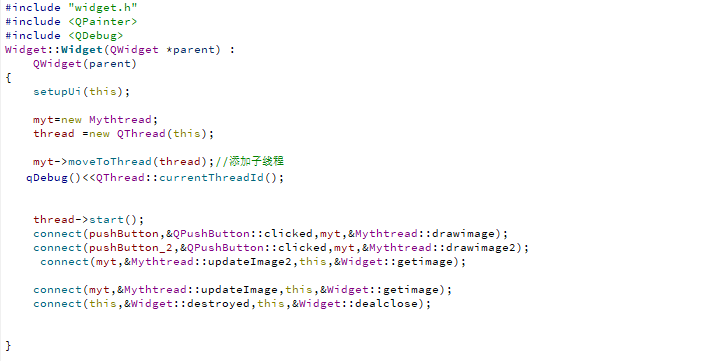 #include "widget.h"
#include <QPainter>
#include <QDebug>
Widget::Widget(QWidget *parent) :
    QWidget(parent)
{
    setupUi(this);

    myt=new Mythtread;
    thread =new QThread(this);

    myt->moveToThread(thread);//添加子线程
   qDebug()<<QThread::currentThreadId();


    thread->start();
    connect(pushButton,&QPushButton::clicked,myt,&Mythtread::drawimage);
    connect(pushButton_2,&QPushButton::clicked,myt,&Mythtread::drawimage2);
     connect(myt,&Mythtread::updateImage2,this,&Widget::getimage);

    connect(myt,&Mythtread::updateImage,this,&Widget::getimage);
    connect(this,&Widget::destroyed,this,&Widget::dealclose);


}